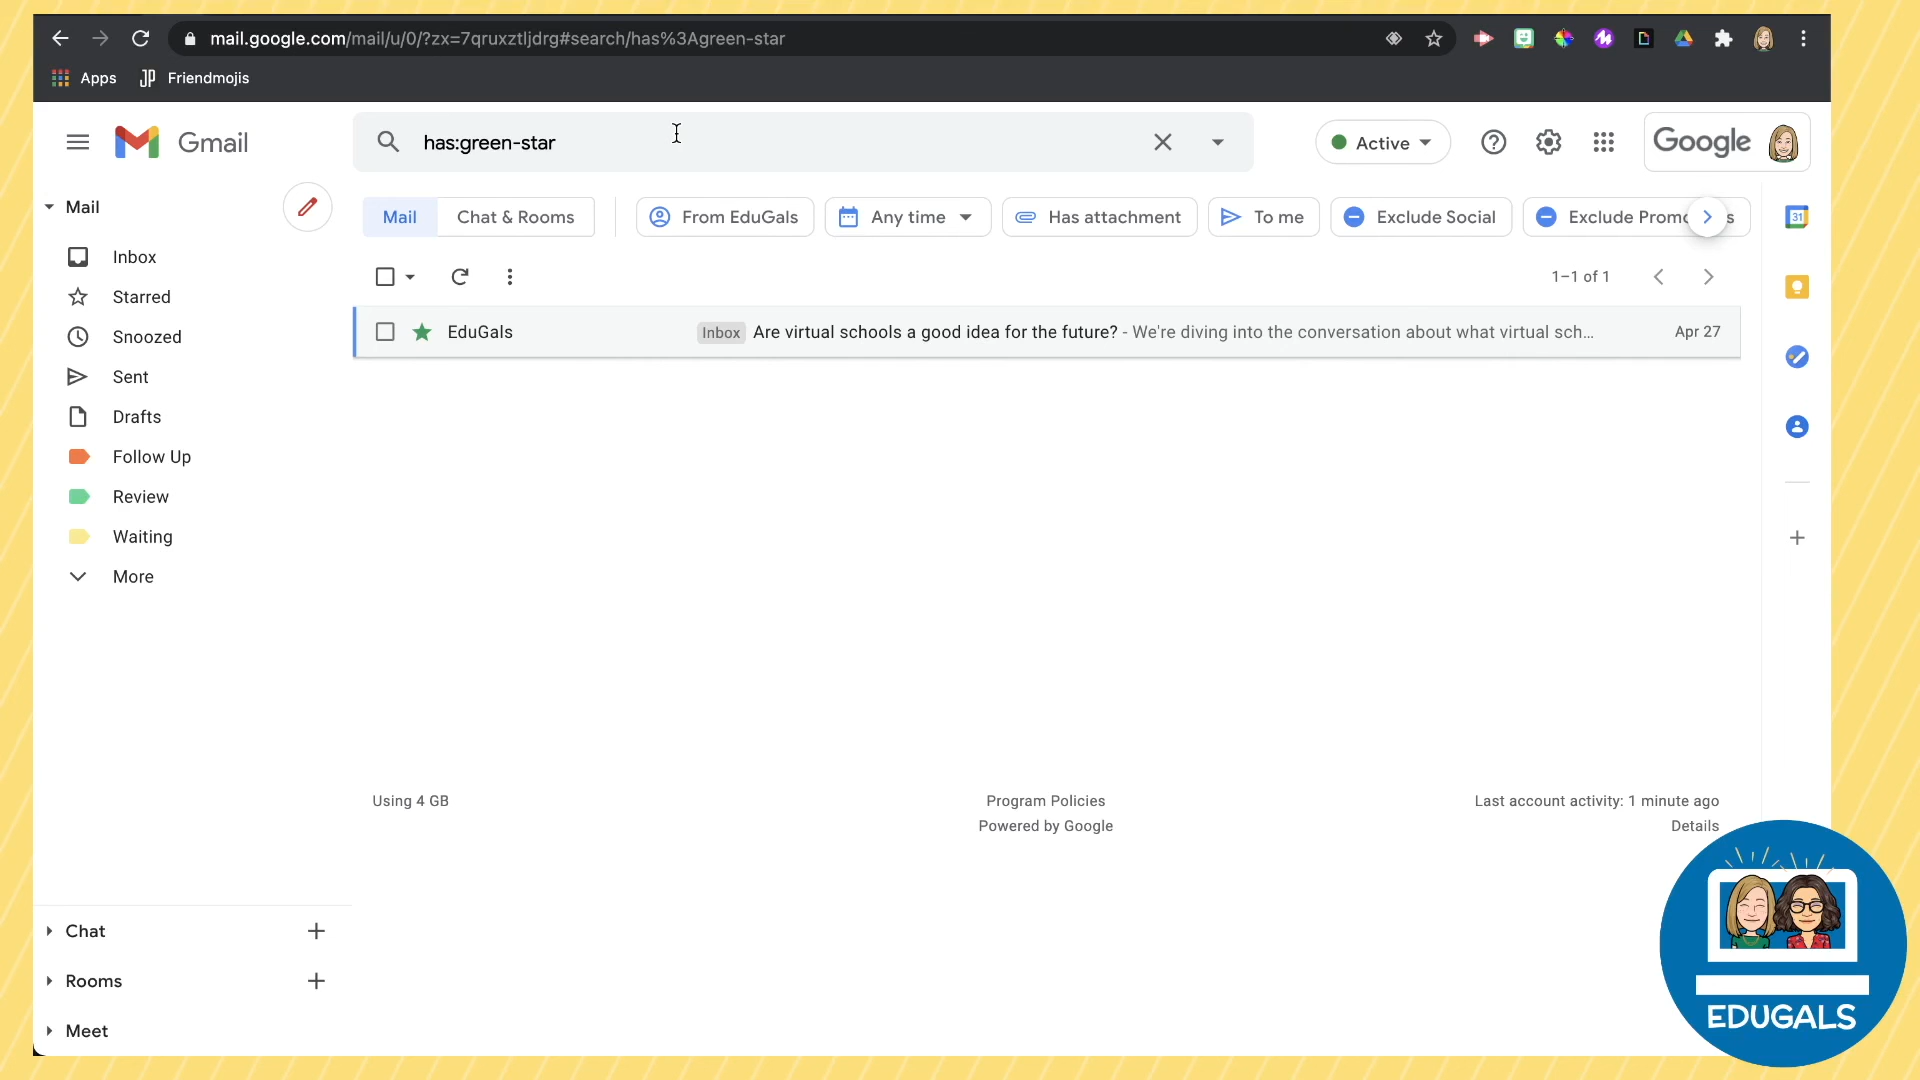 mail.google.com/mail/u/0/?zx=7qruxztljdrg#search/has%3Agreen-star
Apps
Friendmojis
Gmail
has:green-star
Active
Google
Mail
Mail
Chat & Rooms
From EduGals
Any time
Has attachment
To me
Exclude Social
Exclude
31
Inbox
1–1 of 1
Starred
EduGals
Inbox
Are virtual schools a good idea for the future? - We're diving into the conversation about what virtual sch...
Apr 27
Snoozed
Sent
Drafts
Follow Up
Review
Waiting
More
Using 4 GB
Program Policies
Powered by Google
Last account activity: 1 minute ago
Details
Chat
Rooms
Meet
EDUGALS